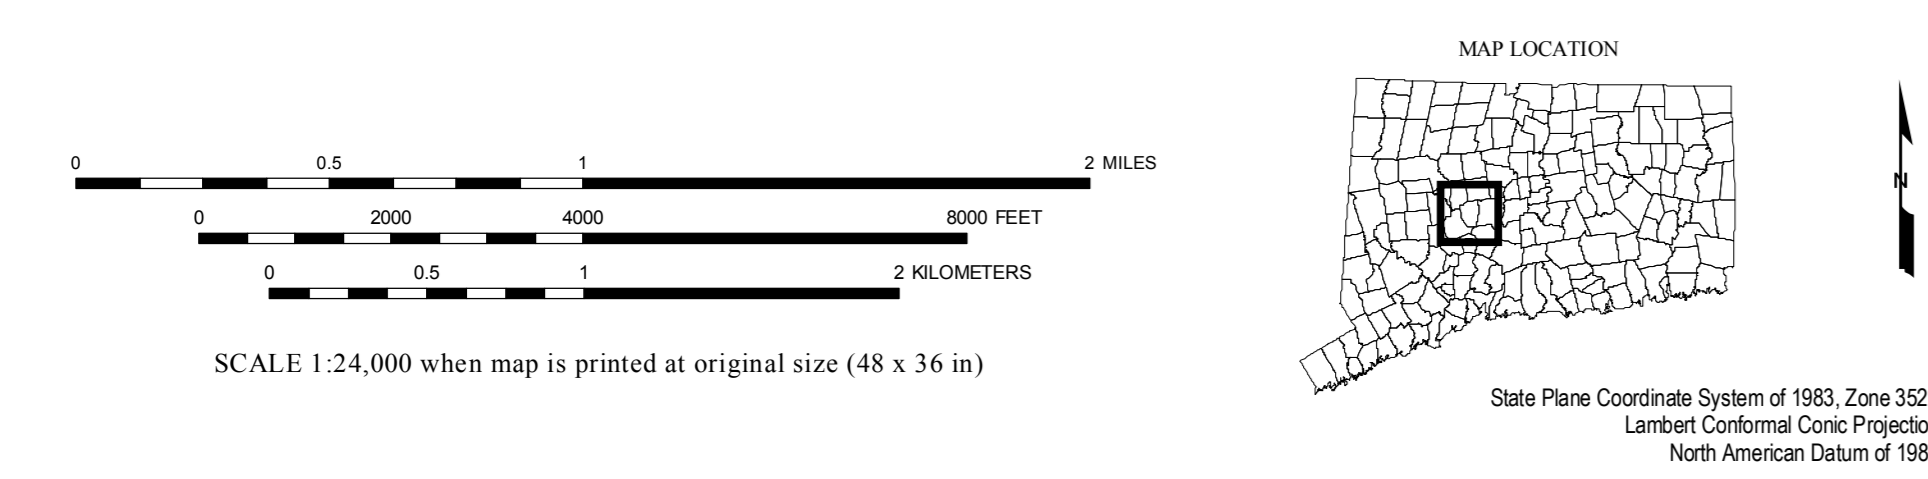 MAP LOCATION
0 0.5 1 2 MILES
0 2000 4000 8000 FEET
N
0 0.5 1 2 KILOMETERS
SCALE 1:24,000 when map is printed at original size (48 x 36 in)
State Plane Coordinate System of 1983, Zone 352
Lambert Conformal Conic Projectio
North American Datum of 198